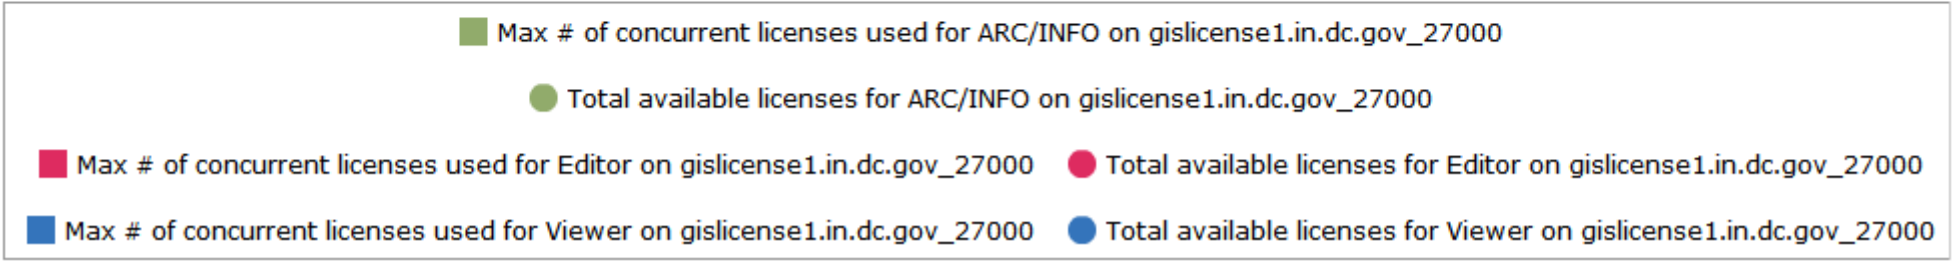 Max # of concurrent licenses used for ARC/INFO on gislicense1.in.dc.gov_27000
Total available licenses for ARC/INFO on gislicense1.in.dc.gov_27000
Max # of concurrent licenses used for Editor on gislicense1.in.dc.gov_27000 Total available licenses for Editor on gislicense1.in.dc.gov_27000
Max # of concurrent licenses used for Viewer on gislicense1.in.dc.gov_27000 Total available licenses for Viewer on gislicense1.in.dc.gov_27000